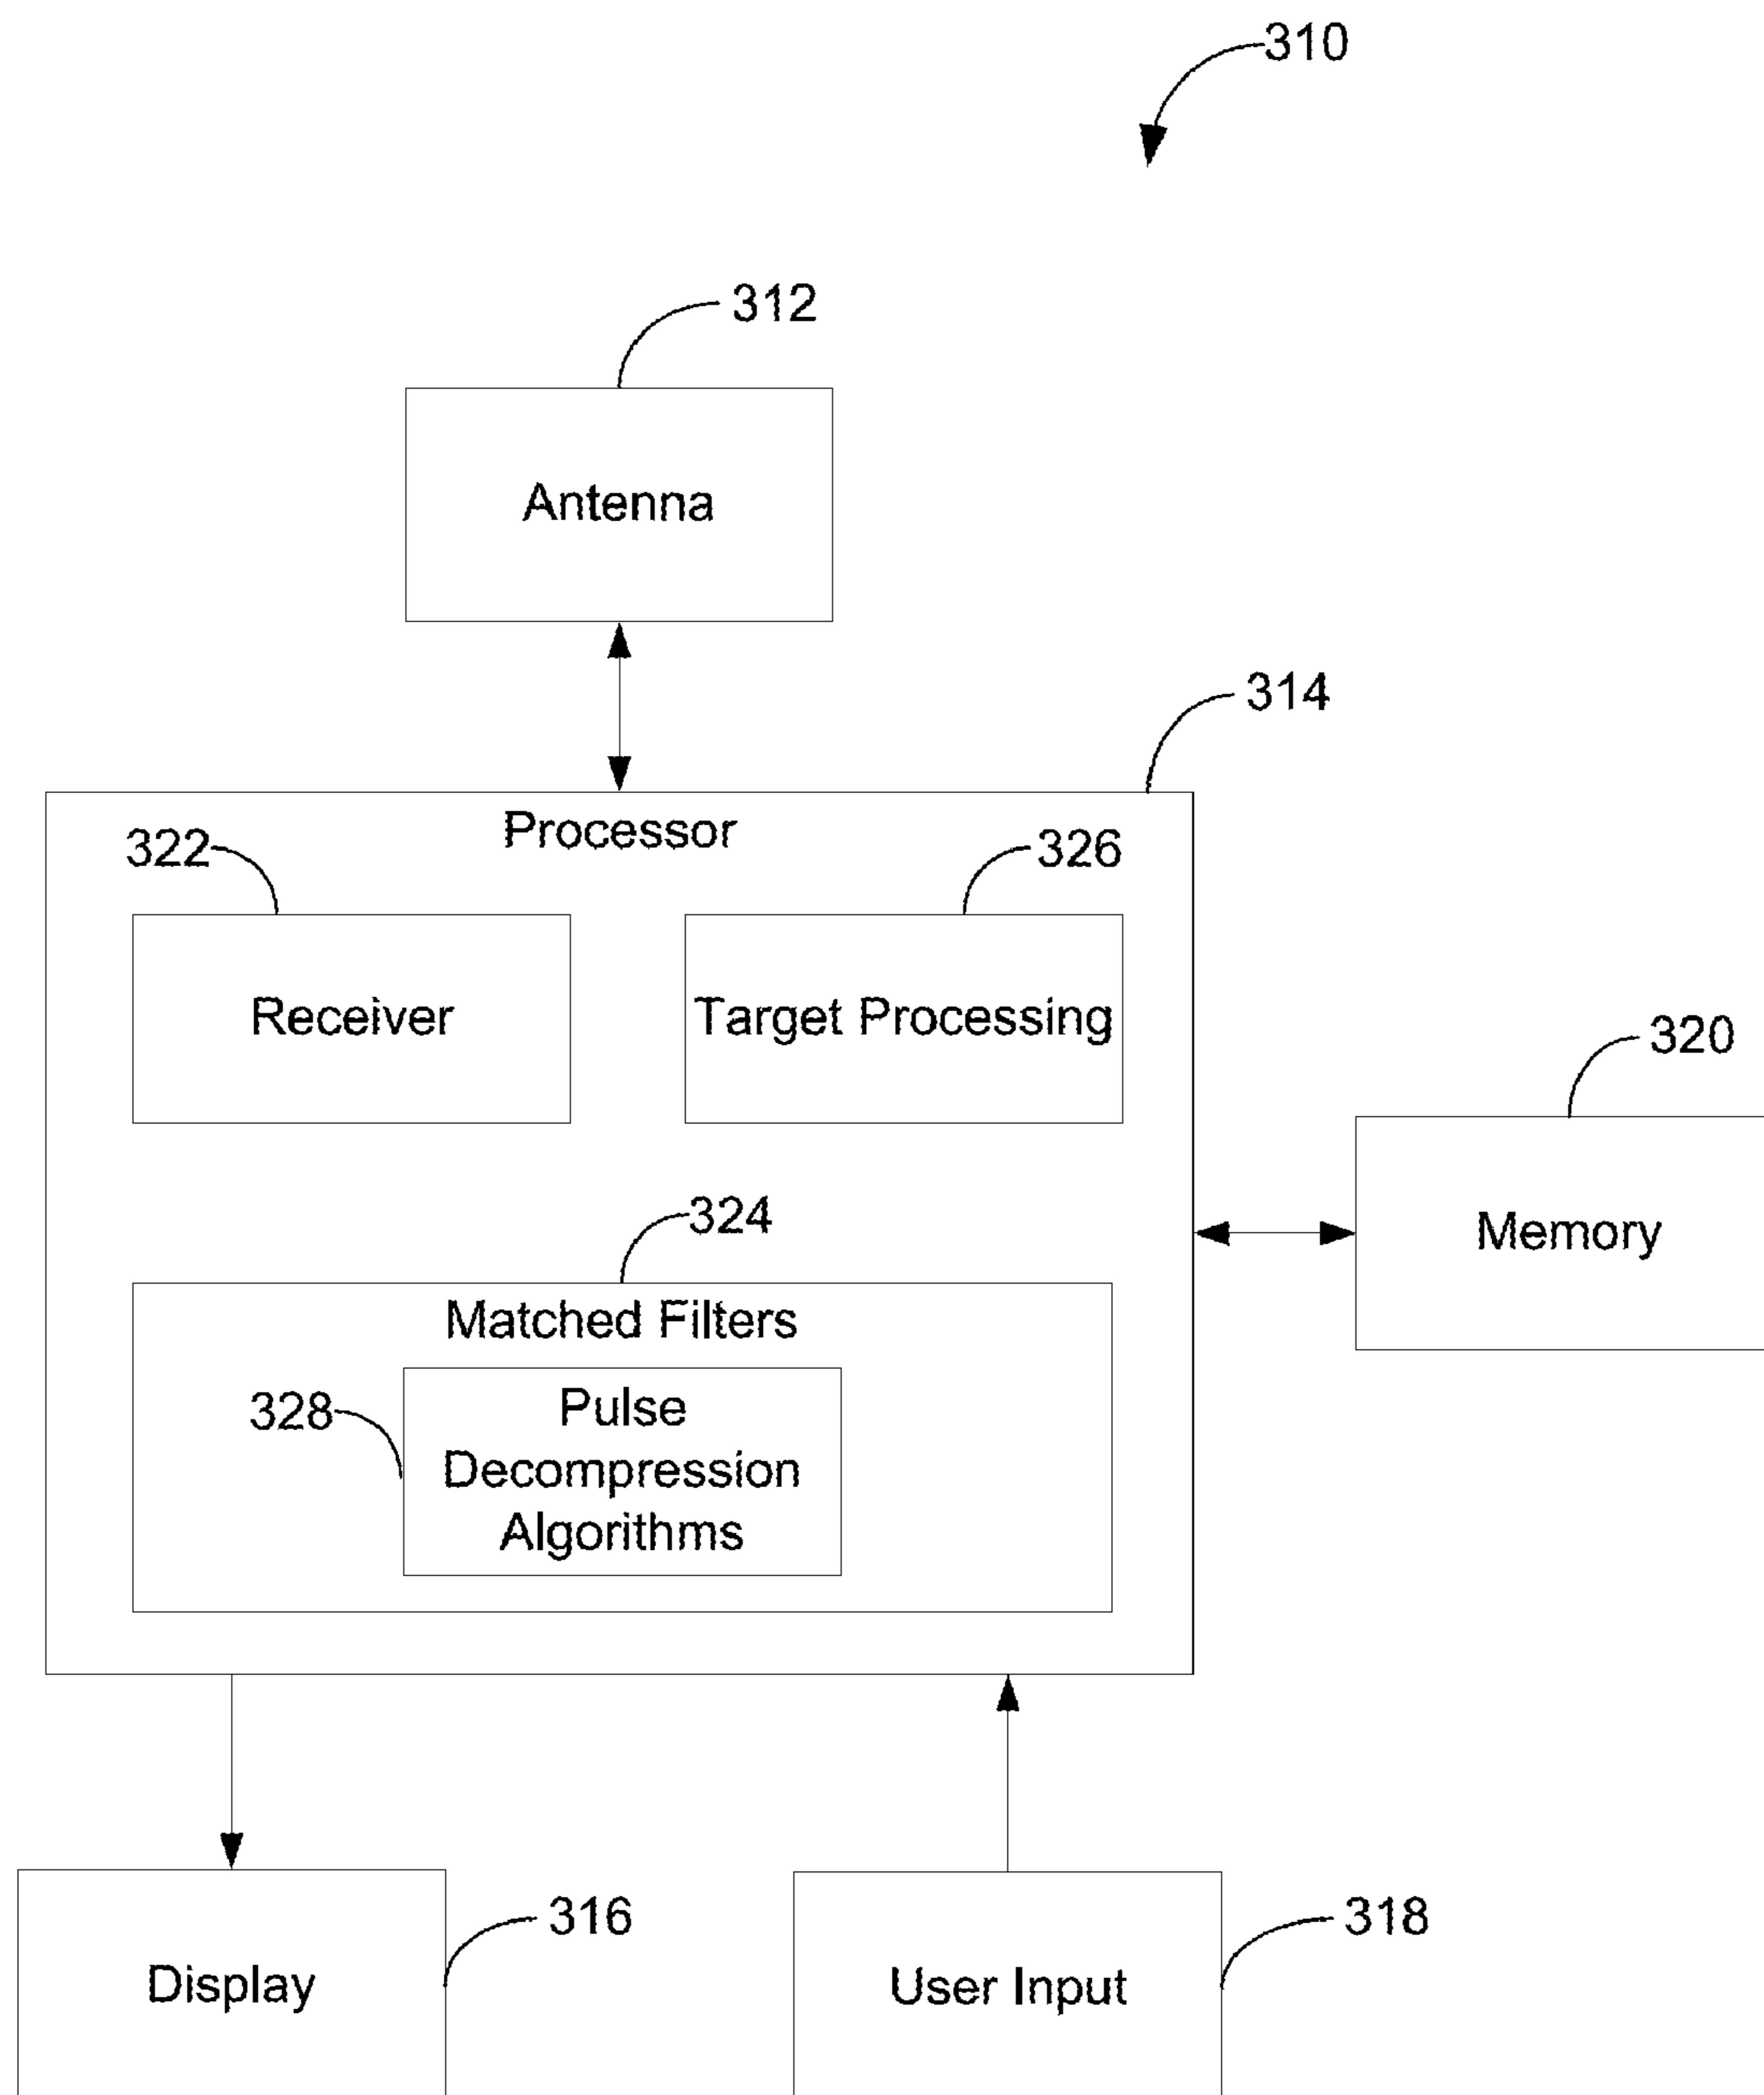 310
312
Antenna
314
Processor
322
326
Receiver
Target Processing
320
Memory
324
Matched Filters
328
Pulse
Decompression
Algorithms
316
Display
318
User Input